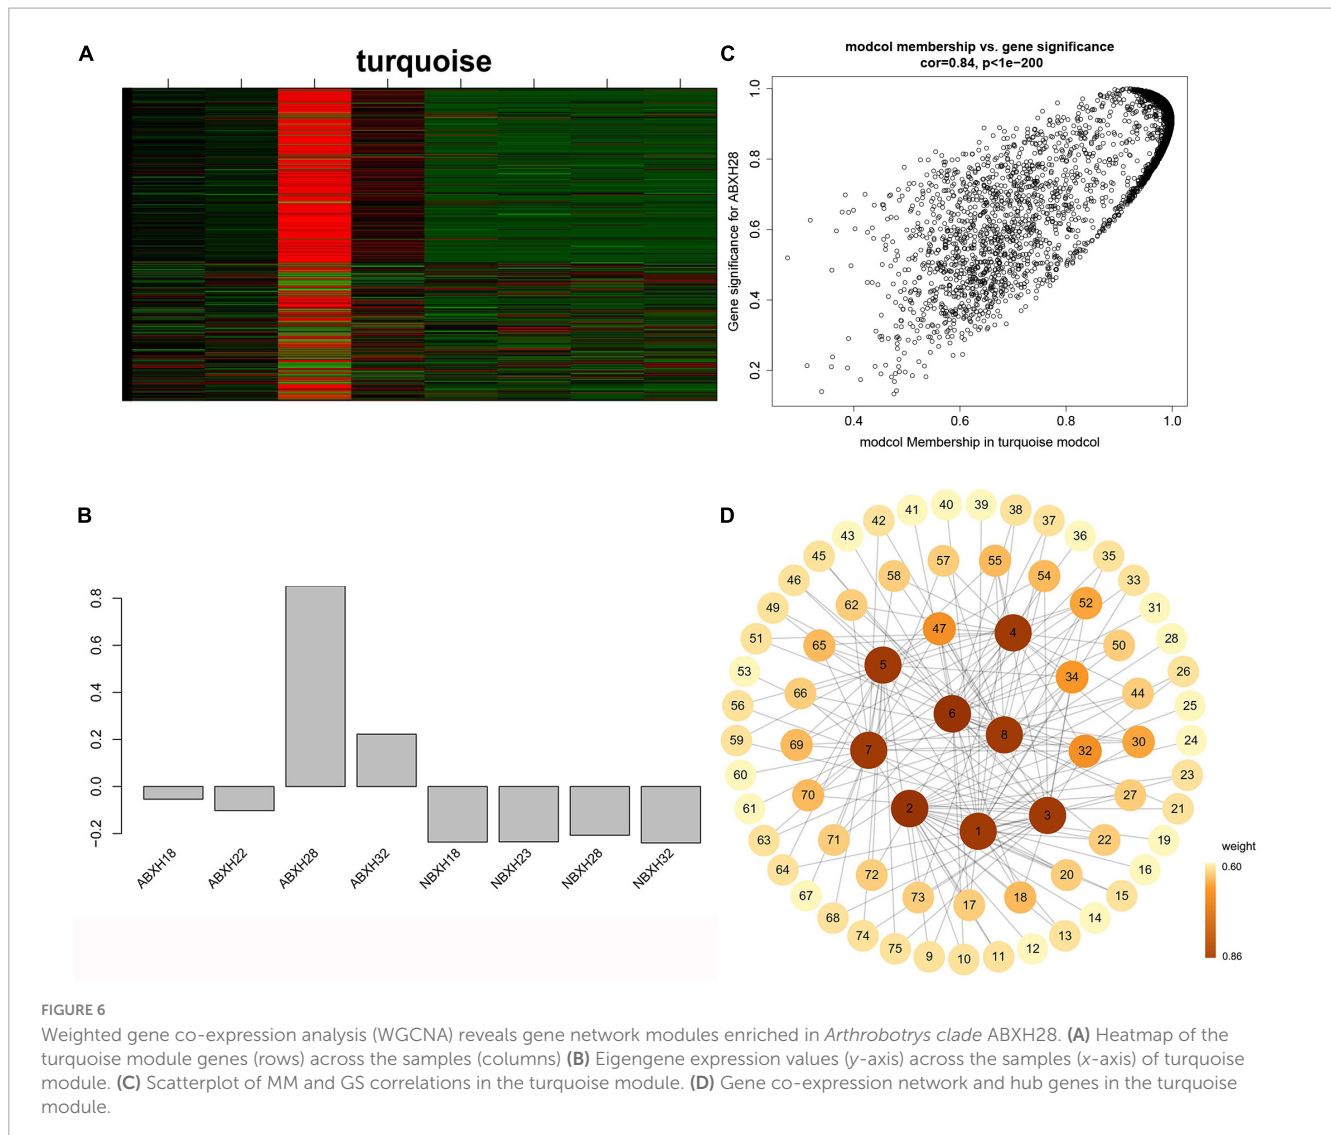 A
turquoise
C
modcol membership vs. gene significance
cor=0.84, p<1e−200
Gene significance for ABXH28
1.0
0.8
0.6
0.4
0.2
0.4 0.6 0.8 1.0
modcol Membership in turquoise modcol
B
0.8
0.6
0.4
0.2
0.0
−0.2
ABXH18 ABXH22 ABXH28 ABXH32 NBXH18 NBXH23 NBXH28 NBXH32
D
41 40 39 38
43 42 37 36
45 58 57 55 54 35
46 62 52 33
49 47 4 31
51 65 5 50 28
53 34 26
66 44
56 6 25
59 69 7 8 32 30 24
60 23
61 70 2 3 27 21
63 71 1 22 19
64 72 20 16
67 73 17 18 15
68 14
74 75 9 10 11 12 13
weight
0.60
0.86
FIGURE 6
Weighted gene co-expression analysis (WGCNA) reveals gene network modules enriched in Arthrobotrys clade ABXH28. (A) Heatmap of the
turquoise module genes (rows) across the samples (columns) (B) Eigengene expression values (y-axis) across the samples (x-axis) of turquoise
module. (C) Scatterplot of MM and GS correlations in the turquoise module. (D) Gene co-expression network and hub genes in the turquoise
module.